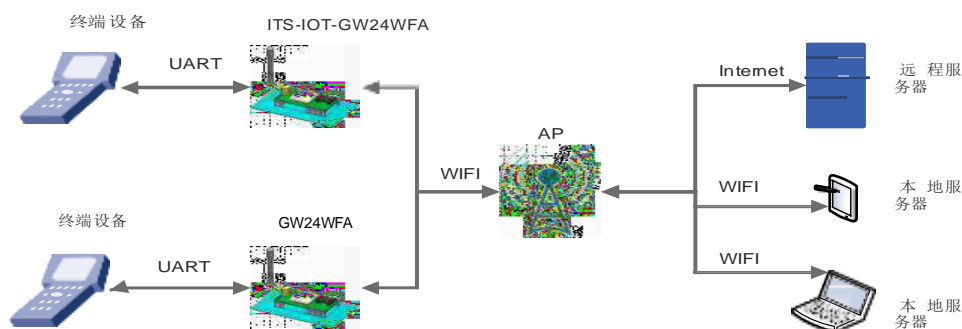 终端设备
ITS-IOT-GW24WFA
UART
Internet
远 程服
务器
AP
WIFI
WIFI
本 地服
务器
终端设备
GW24WFA
UART
WIFI
本 地服
务器